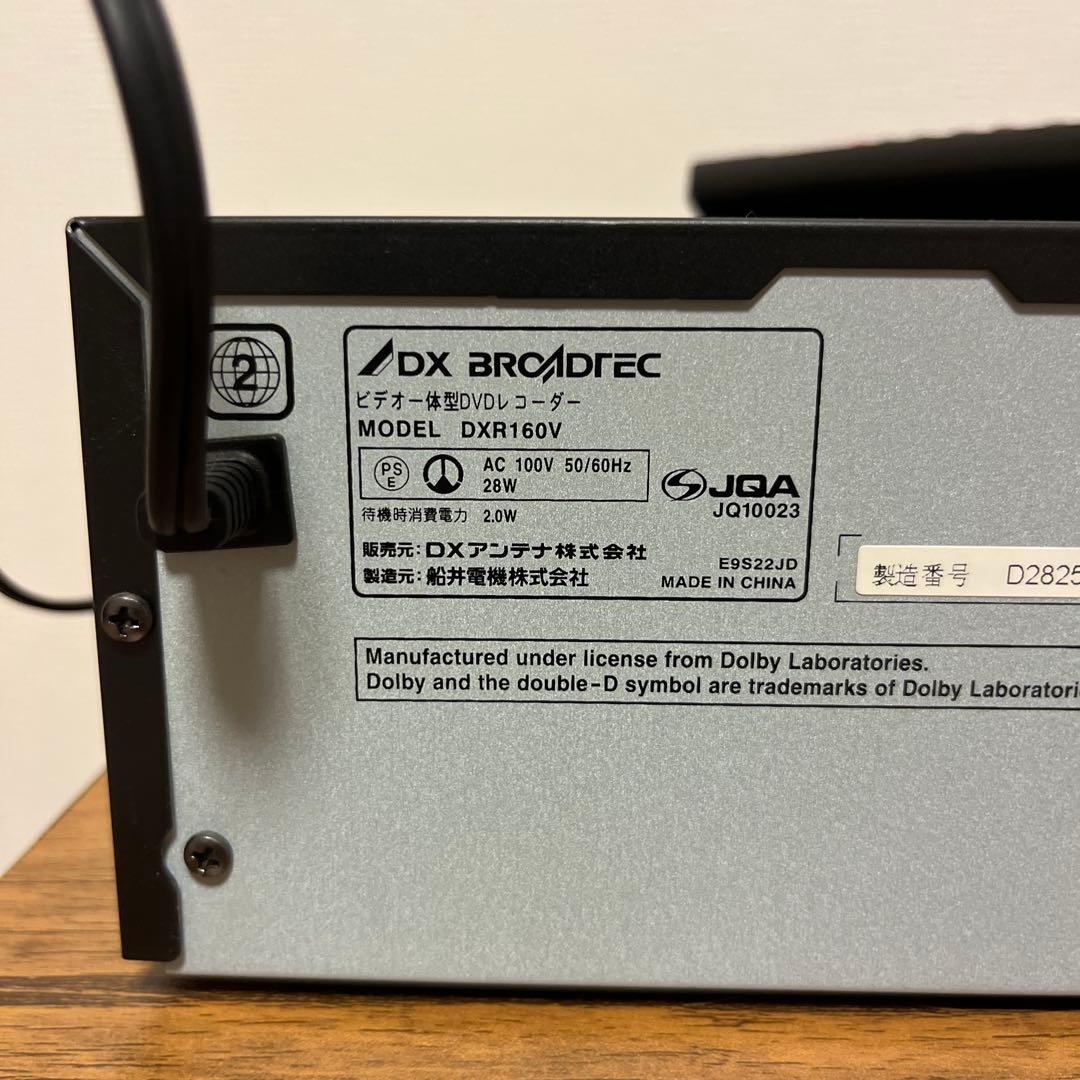 2
DX BROADTEC
ビデオ一体型DVDレコーダー
MODEL DXR160V
PS
E
AC 100V 50/60Hz
28W
JQA
JQ10023
待機時消費電力 2.0W
販売元：DXアンテナ株式会社
製造元：船井電機株式会社
E9S22JD
MADE IN CHINA
製造番号 D2825
Manufactured under license from Dolby Laboratories.
Dolby and the double-D symbol are trademarks of Dolby Laboratori